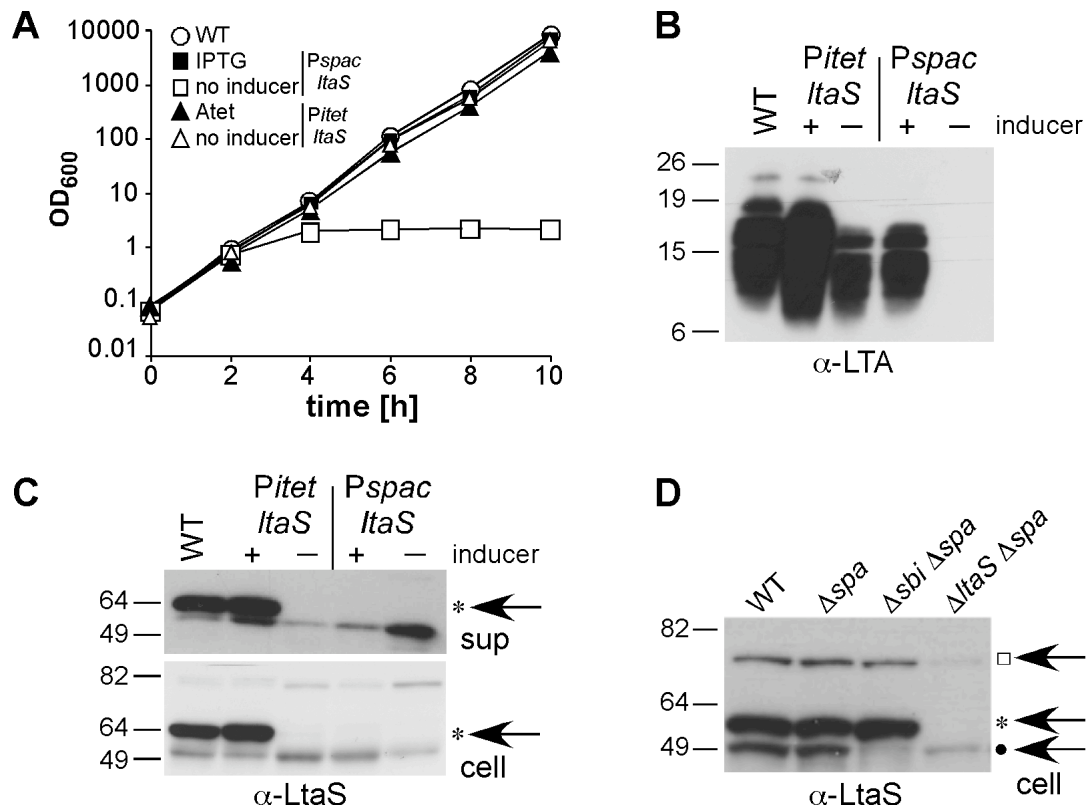 A
10000
1000
100
10
1
0.1
0.01
OD600
0
2
4
6
8
10
time [h]
WT
IPTG
no inducer
Pspac
ltaS
Atet
no inducer
Pitet
ltaS
B
WT
Pitet
ltaS
Pspac
ltaS
+ — + — inducer
26
19
15
6
α-LTA
C
WT
Pitet
ltaS
Pspac
ltaS
+ — + — inducer
64
49
*
sup
82
64
49
*
cell
α-LtaS
D
WT
Δspa
Δsbi Δspa
ΔltaS Δspa
82
64
49
□
*
●
cell
α-LtaS